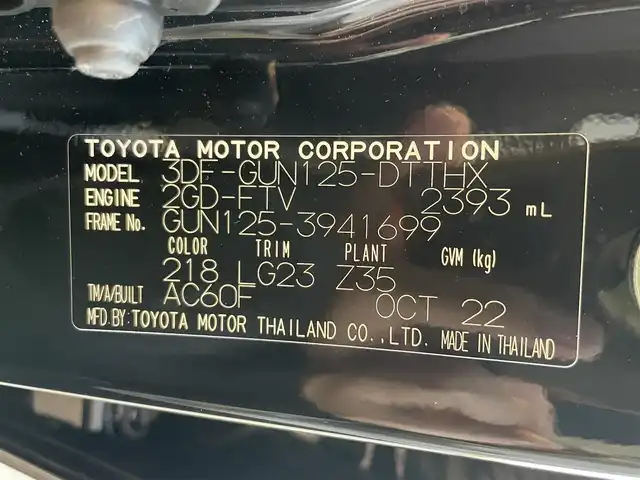 TOYOTA MOTOR CORPORATION
MODEL 3DF-GUN125-DTTHX
ENGINE 2GD-FTV 2393 mL
FRAME No. GUN125-3941699
COLOR TRIM PLANT GVM (kg)
218 LG23 Z35
TM/A/BUILT AC60F OCT 22
MFD.BY:TOYOTA MOTOR THAILAND CO.,LTD. MADE IN THAILAND